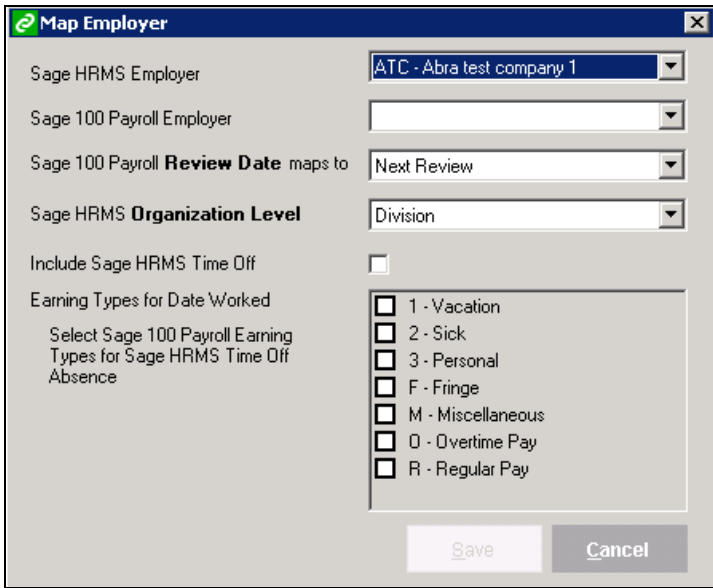 Map Employer
Sage HRMS Employer
ATC - Abra test company 1
Sage 100 Payroll Employer
Sage 100 Payroll Review Date maps to
Next Review
Sage HRMS Organization Level
Division
Include Sage HRMS Time Off
Earning Types for Date Worked
Select Sage 100 Payroll Earning
Types for Sage HRMS Time Off
Absence
1 - Vacation
2 - Sick
3 - Personal
F - Fringe
M - Miscellaneous
O - Overtime Pay
R - Regular Pay
Save
Cancel